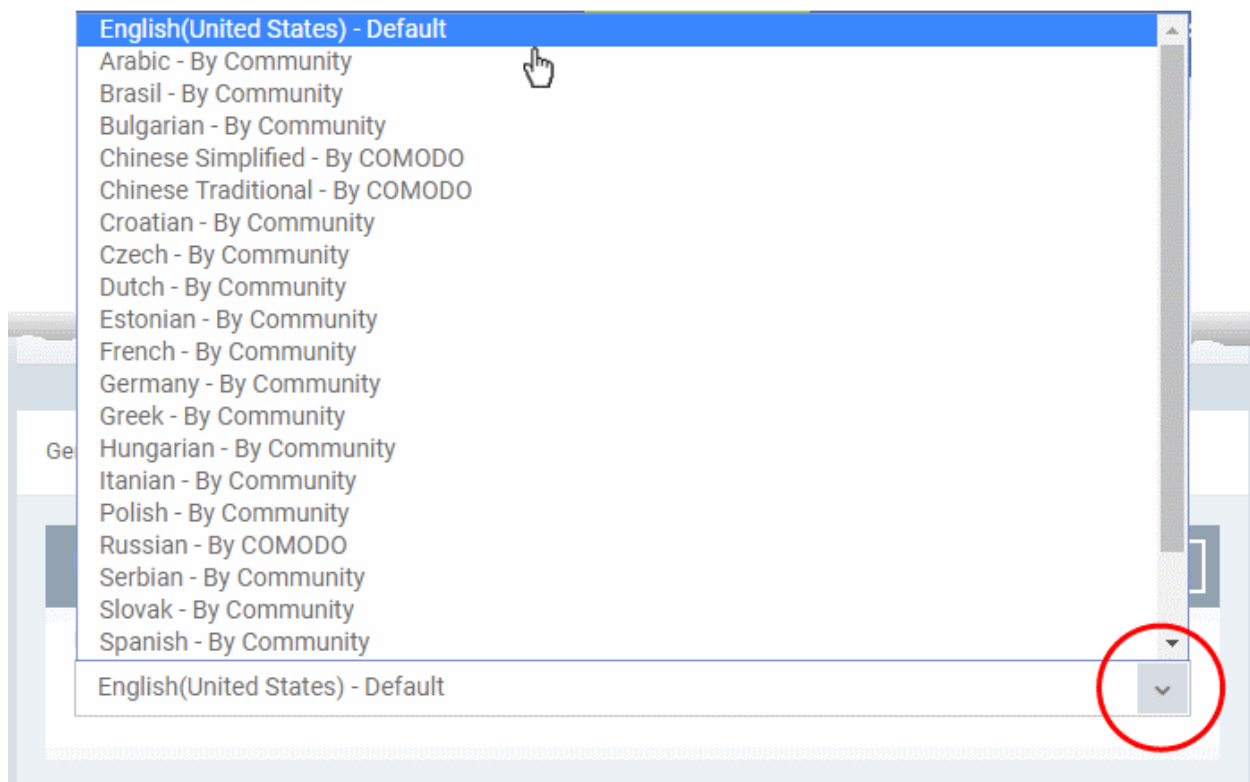 English(United States) - Default
Arabic - By Community
Brasil - By Community
Bulgarian - By Community
Chinese Simplified - By COMODO
Chinese Traditional - By COMODO
Croatian - By Community
Czech - By Community
Dutch - By Community
Estonian - By Community
French - By Community
Germany - By Community
Greek - By Community
Hungarian - By Community
Ge
Itanian - By Community
Polish - By Community
Russian - By COMODO
Serbian - By Community
Slovak - By Community
Spanish - By Community
English(United States) - Default